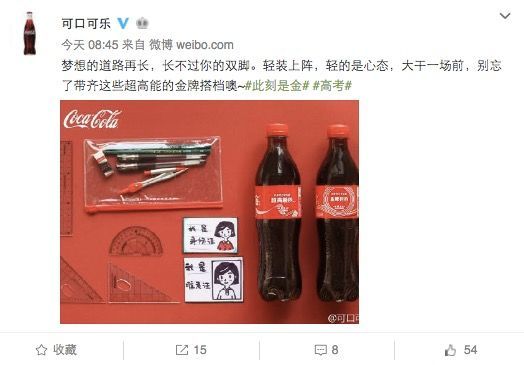 可口可乐
今天 08:45 来自 微博 weibo.com
梦想的道路再长，长不过你的双脚。轻装上阵，轻的是心态，大干一场前，别忘
了带齐这些超高能的金牌搭档噢~#此刻是金# #高考#
Coca-Cola
我是
我是
准考证
@可口可
收藏
15
8
54